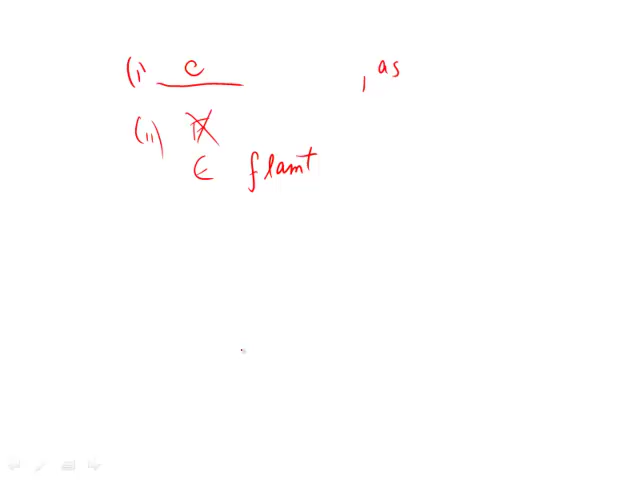 (i) C , as
(ii)
E flamt